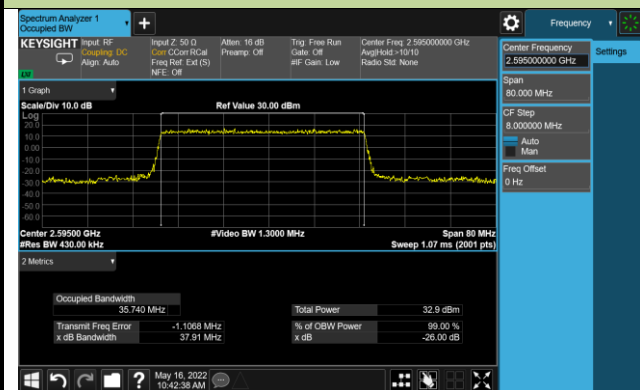 Spectrum Analyzer 1
Occupied BW
+
Frequency
KEYSIGHT
Input: RF
Coupling: DC
Align: Auto
Input Z: 50 Ω
Corr CCorr RCal
Freq Ref: Ext (S)
NFE: Off
Atten: 16 dB
Preamp: Off
Trig: Free Run
Gate: Off
#IF Gain: Low
Center Freq: 2.595000000 GHz
Avg|Hold:>10/10
Radio Std: None
Center Frequency
2.595000000 GHz
Settings
Span
80.000 MHz
CF Step
8.000000 MHz
Auto
Man
Freq Offset
0 Hz
1 Graph
Scale/Div 10.0 dB
Ref Value 30.00 dBm
Log
20.0
10.0
0.00
-10.0
-20.0
-30.0
-40.0
-50.0
-60.0
Center 2.59500 GHz
#Video BW 1.3000 MHz
Span 80 MHz
#Res BW 430.00 kHz
Sweep 1.07 ms (2001 pts)
2 Metrics
Occupied Bandwidth
35.740 MHz
Total Power
32.9 dBm
Transmit Freq Error
-1.1068 MHz
% of OBW Power
99.00 %
x dB Bandwidth
37.91 MHz
x dB
-26.00 dB
?
May 16, 2022
10:42:38 AM